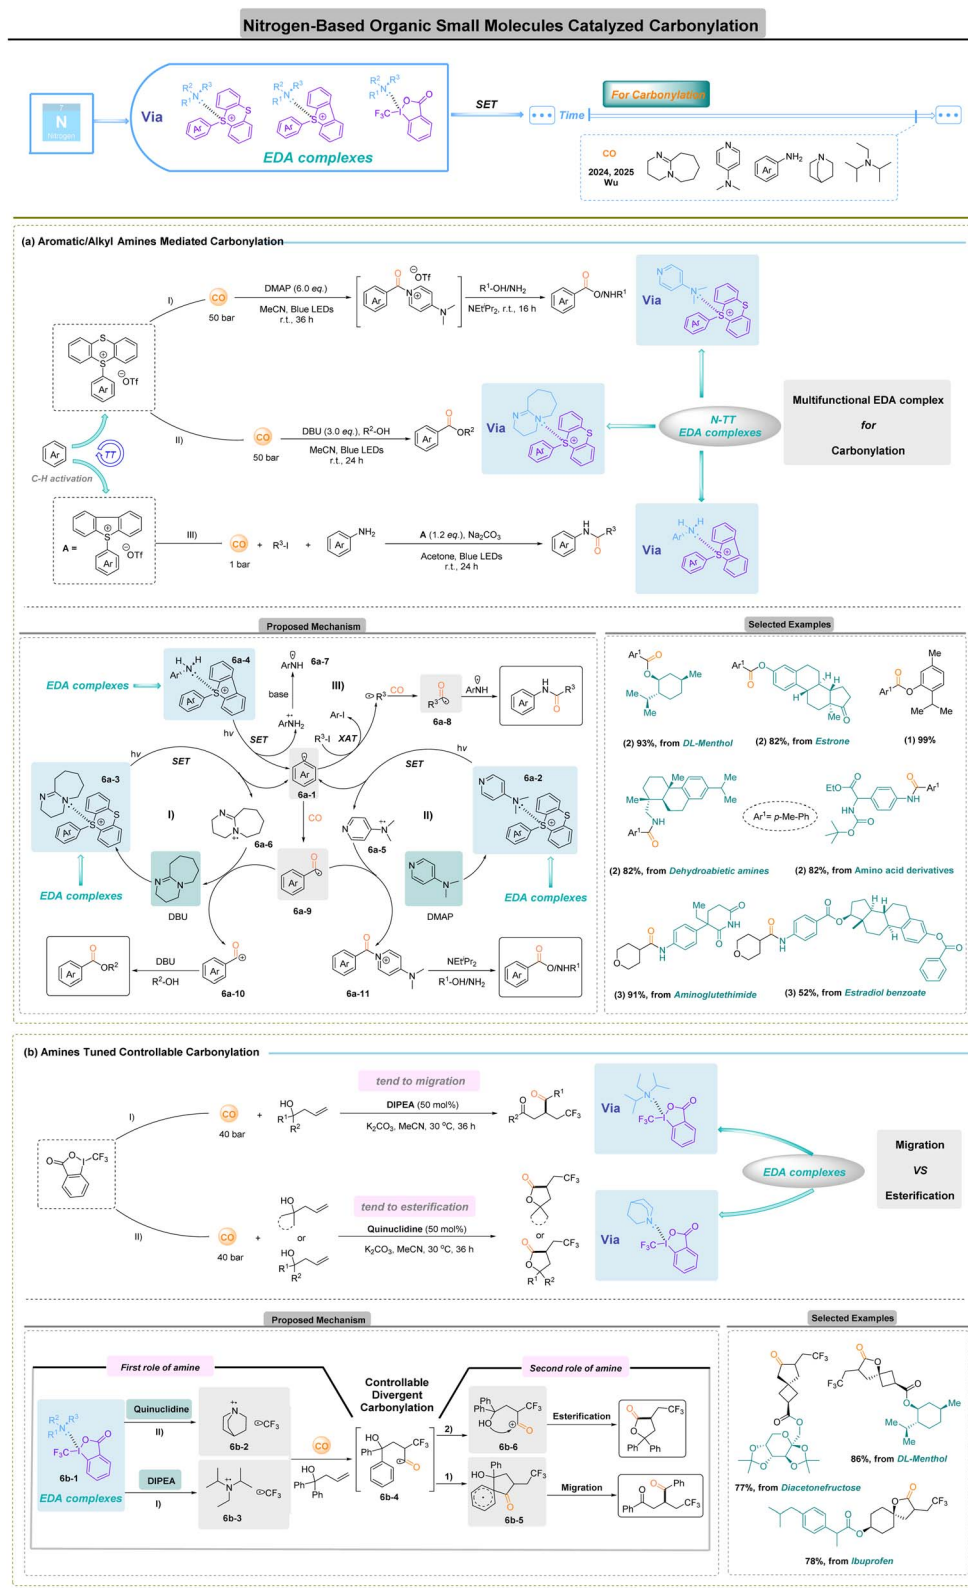 Nitrogen-Based Organic Small Molecules Catalyzed Carbonylation
N
Nitrogen
Via
EDA complexes
SET
For Carbonylation
Time
CO
2024, 2025
Wu
(a) Aromatic/Alkyl Amines Mediated Carbonylation
I)
CO
50 bar
DMAP (6.0 eq.)
MeCN, Blue LEDs
r.t., 36 h
R¹-OH/NH₂
NEtⁱPr₂, r.t., 16 h
O/NHR¹
Via
II)
CO
50 bar
DBU (3.0 eq.), R²-OH
MeCN, Blue LEDs
r.t., 24 h
OR²
Via
N-TT
EDA complexes
Multifunctional EDA complex
for
Carbonylation
TT
C-H activation
A =
III)
CO
1 bar
+ R³-I +
A (1.2 eq.), Na₂CO₃
Acetone, Blue LEDs
r.t., 24 h
Via
Proposed Mechanism
EDA complexes
6a-4
ArNH
6a-7
base
III)
ArNH₂
Ar-I
R³-I
XAT
R³
CO
6a-8
ArNH
hν
SET
6a-1
hν
SET
6a-3
I)
6a-6
CO
6a-5
II)
SET
hν
6a-2
EDA complexes
DBU
6a-9
DMAP
EDA complexes
OR²
DBU
R²-OH
6a-10
6a-11
NEtⁱPr₂
R¹-OH/NH₂
O/NHR¹
Selected Examples
(2) 93%, from DL-Menthol
(2) 82%, from Estrone
(1) 99%
Ar¹= p-Me-Ph
(2) 82%, from Dehydroabietic amines
(2) 82%, from Amino acid derivatives
(3) 91%, from Aminoglutethimide
(3) 52%, from Estradiol benzoate
(b) Amines Tuned Controllable Carbonylation
I)
CO
40 bar
+
tend to migration
DIPEA (50 mol%)
K₂CO₃, MeCN, 30 ⁰C, 36 h
Via
II)
CO
40 bar
+
or
tend to esterification
Quinuclidine (50 mol%)
K₂CO₃, MeCN, 30 ⁰C, 36 h
or
Via
EDA complexes
Migration
VS
Esterification
Proposed Mechanism
First role of amine
Controllable
Divergent
Carbonylation
Second role of amine
6b-1
EDA complexes
Quinuclidine
II)
6b-2
CF₃
DIPEA
I)
6b-3
CF₃
CO
6b-4
2)
6b-6
Esterification
1)
6b-5
Migration
Selected Examples
77%, from Diacetonefructose
86%, from DL-Menthol
78%, from Ibuprofen